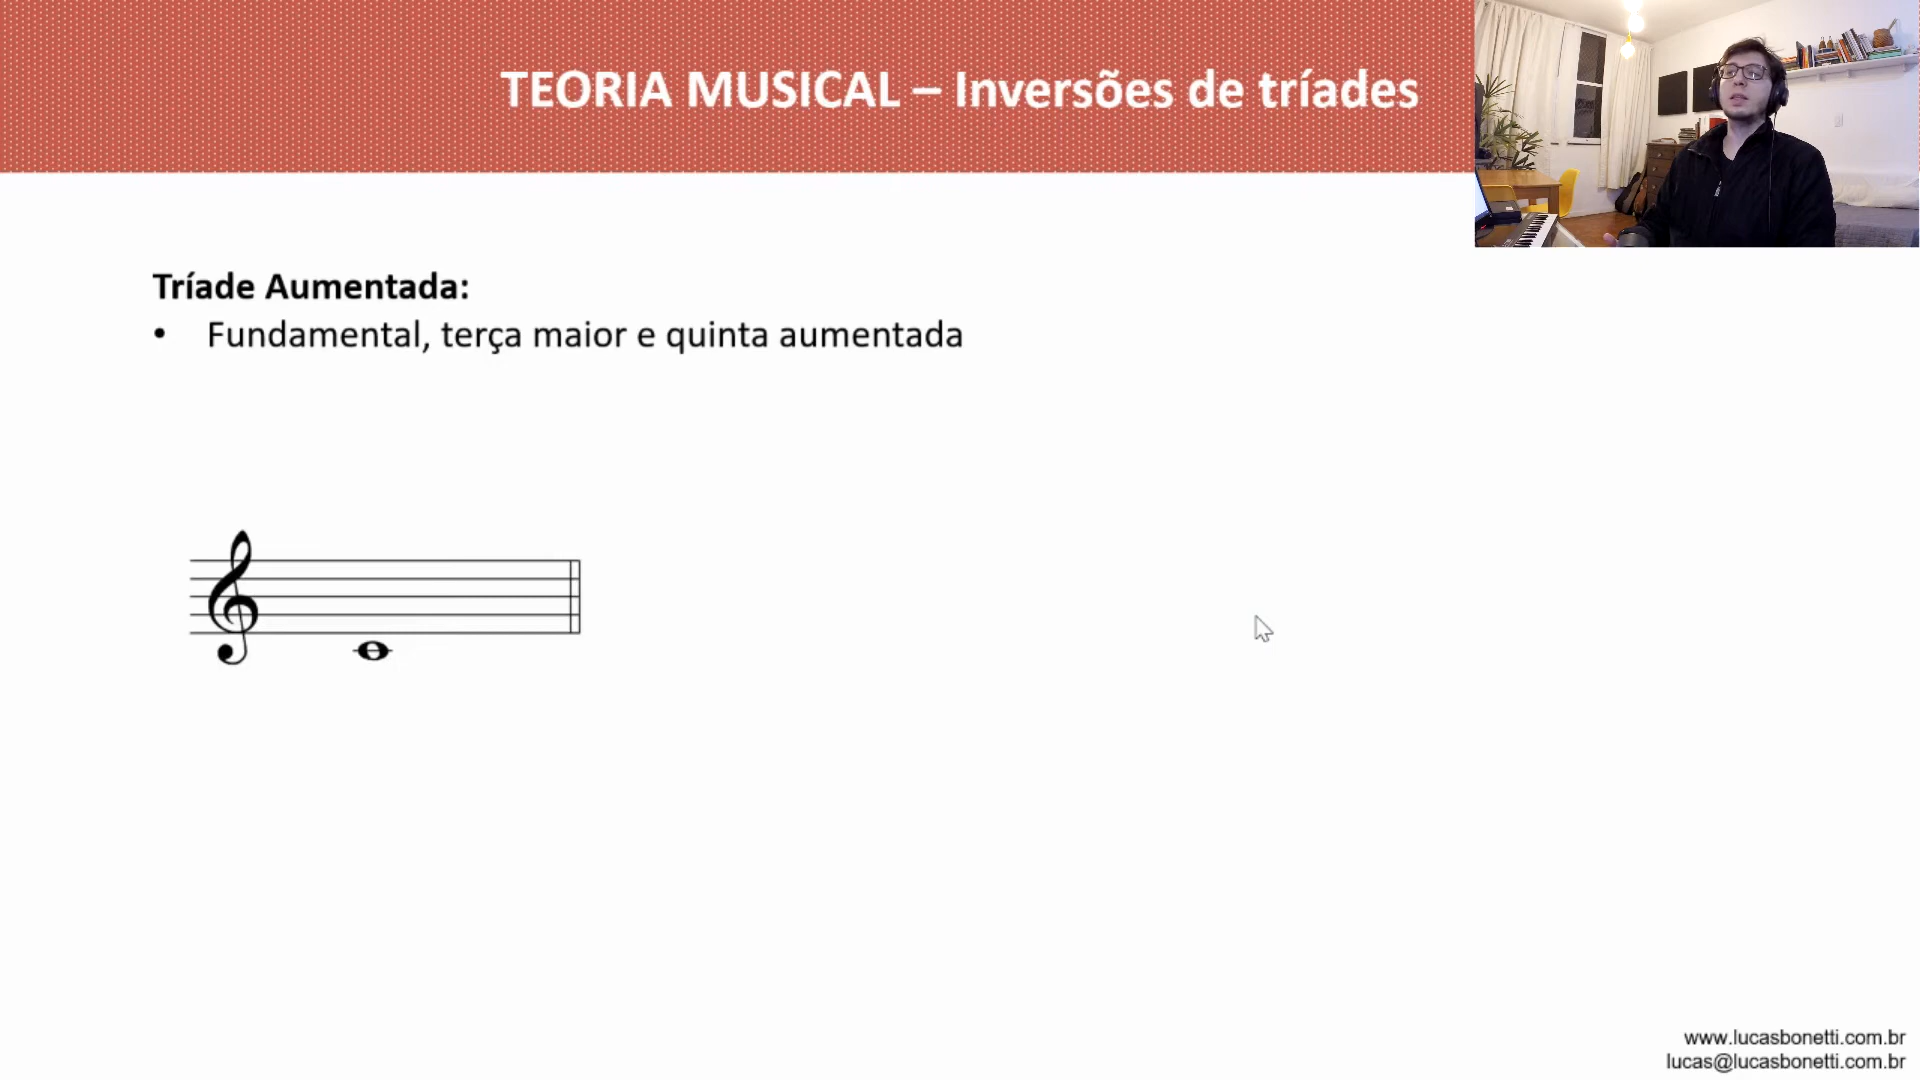 TEORIA MUSICAL – Inversões de tríades
Tríade Aumentada:
• Fundamental, terça maior e quinta aumentada
www.lucasbonetti.com.br
lucas@lucasbonetti.com.br